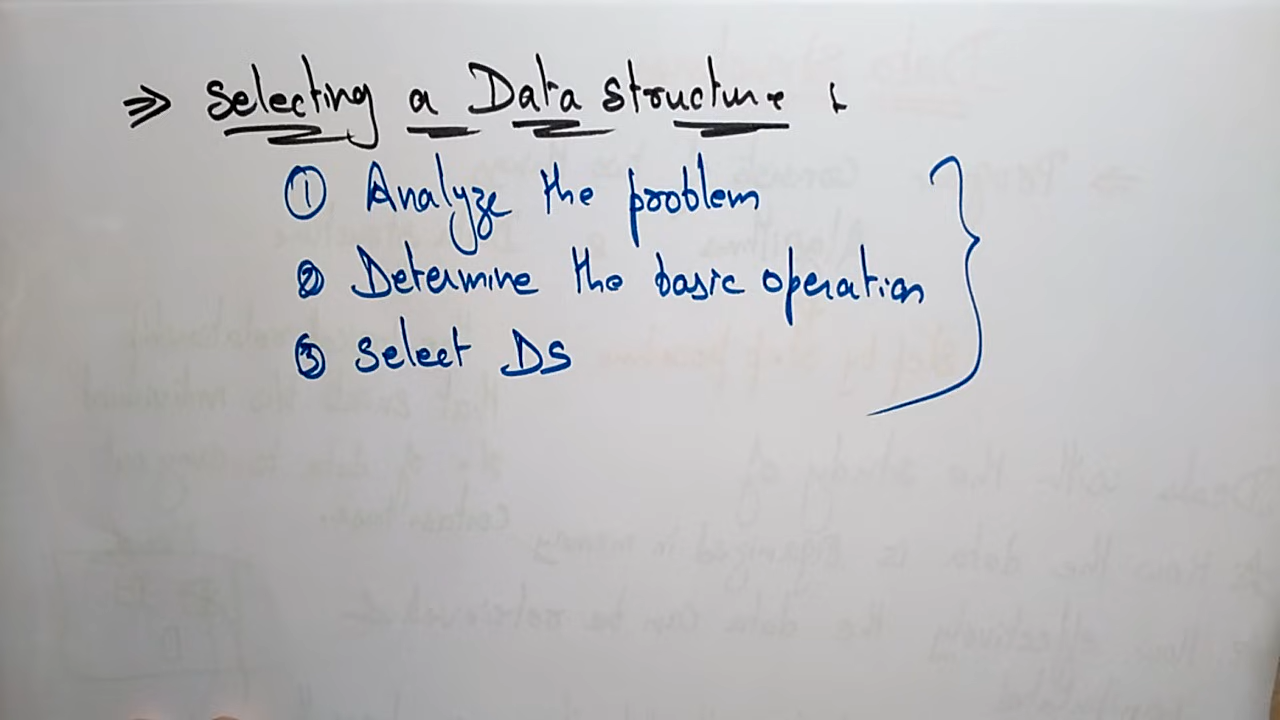 ⇒ Selecting a Data structure :
① Analyze the problem
② Determine the basic operation
③ Select DS